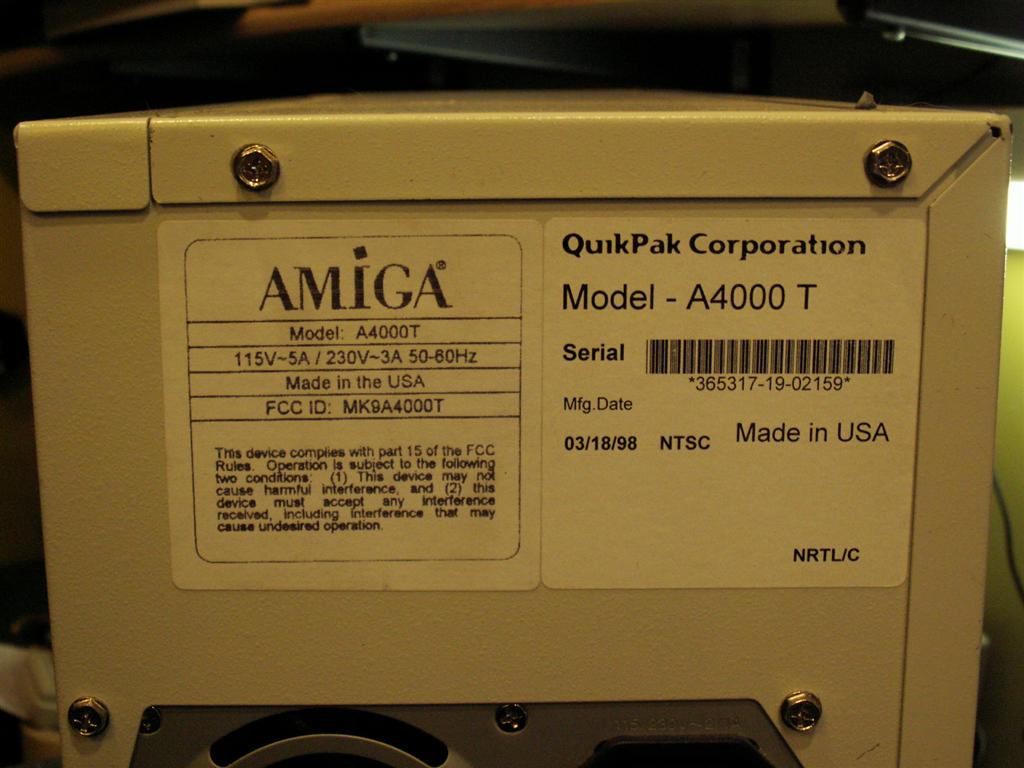 AMiGA®
Model: A4000T
115V~5A / 230V~3A 50-60Hz
Made in the USA
FCC ID: MK9A4000T
This device complies with part 15 of the FCC
Rules. Operation is subject to the following
two conditions: (1) This device may not
cause harmful interference, and (2) this
device must accept any interference
received, including interference that may
cause undesired operation.
QuikPak Corporation
Model - A4000 T
Serial
*365317-19-02159*
Mfg.Date
03/18/98 NTSC Made in USA
NRTL/C